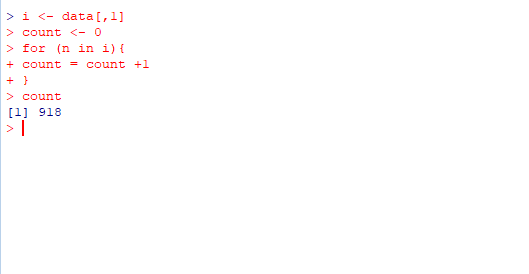 > i <- data[,1]
> count <- 0
> for (n in i){
+ count = count +1
+ }
> count
[1] 918
>